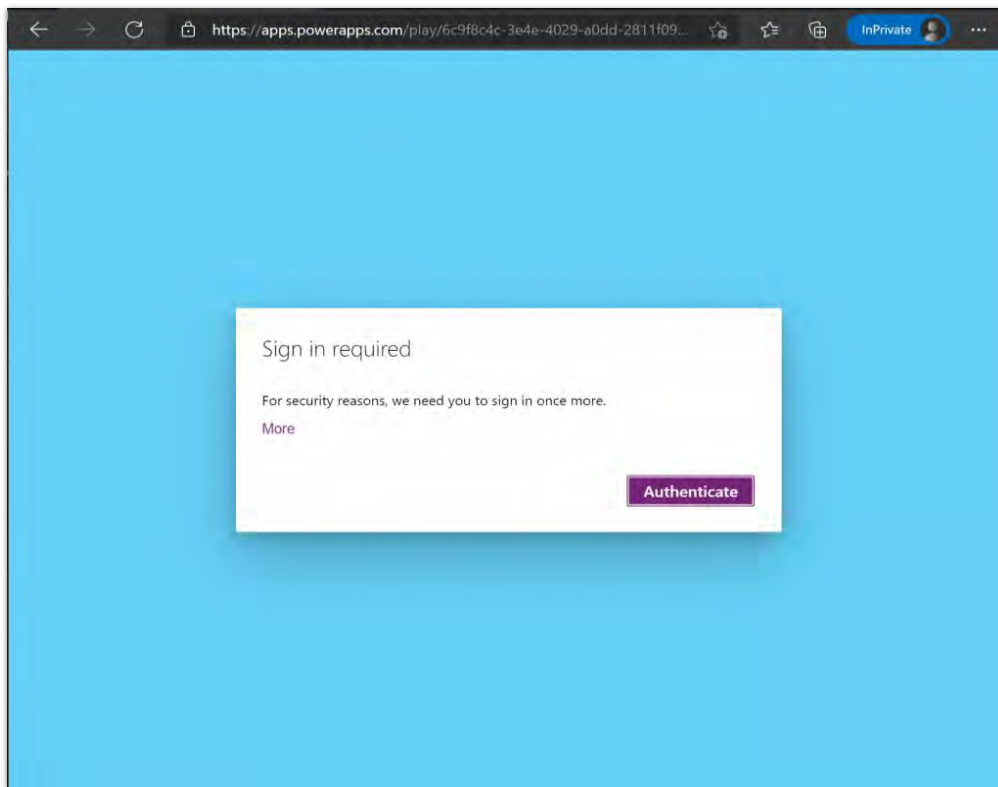 https://apps.powerapps.com/play/6c9f8c4c-3e4e-4029-a0dd-2811f09...
InPrivate
Sign in required
For security reasons, we need you to sign in once more.
More
Authenticate